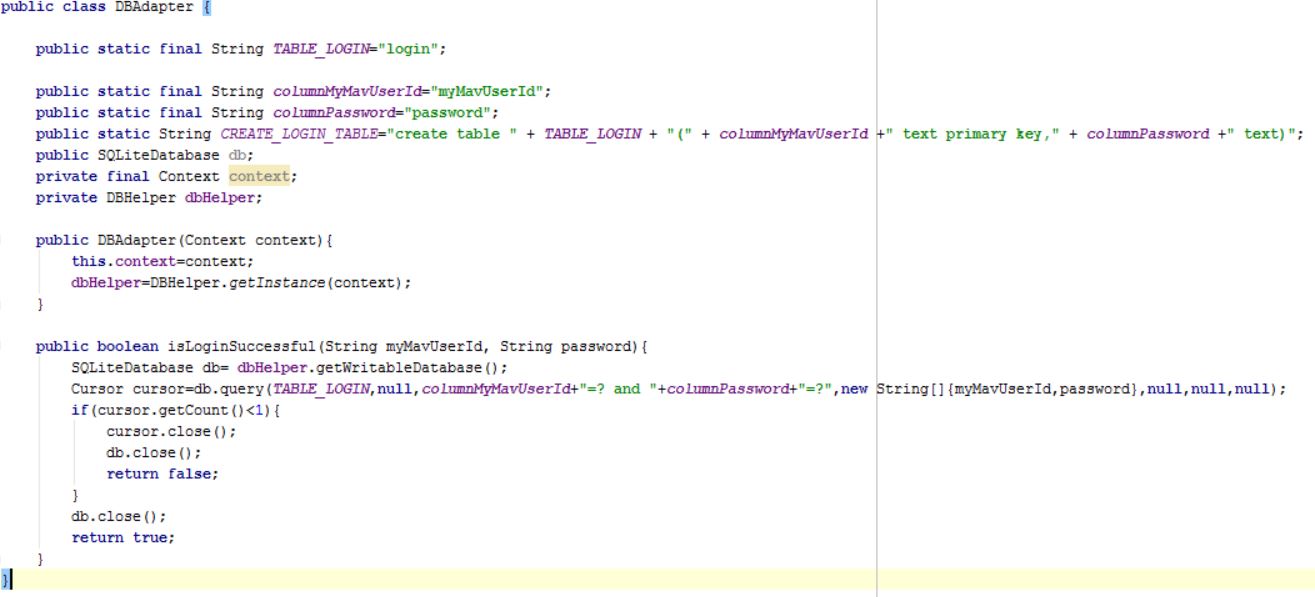 public class DBAdapter {
public static final String TABLE_LOGIN="login";
public static final String columnMyMavUserId="myMavUserId";
public static final String columnPassword="password";
public static String CREATE_LOGIN_TABLE="create table " + TABLE_LOGIN + "(" + columnMyMavUserId +" text primary key," + columnPassword +" text)";
public SQLiteDatabase db;
private final Context context;
private DBHelper dbHelper;
public DBAdapter(Context context){
this.context=context;
dbHelper=DBHelper.getInstance(context);
}
public boolean isLoginSuccessful(String myMavUserId, String password){
SQLiteDatabase db= dbHelper.getWritableDatabase();
Cursor cursor=db.query(TABLE_LOGIN,null,columnMyMavUserId+"=? and "+columnPassword+"=?",new String[]{myMavUserId,password},null,null,null);
if(cursor.getCount()<1){
cursor.close();
db.close();
return false;
}
db.close();
return true;
}
}